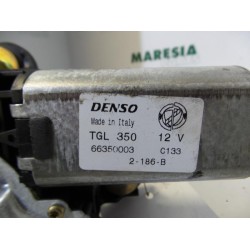 MARESIA
DENSO
Made in Italy
TGL 350 12 V
66350003 C133
2-186-B